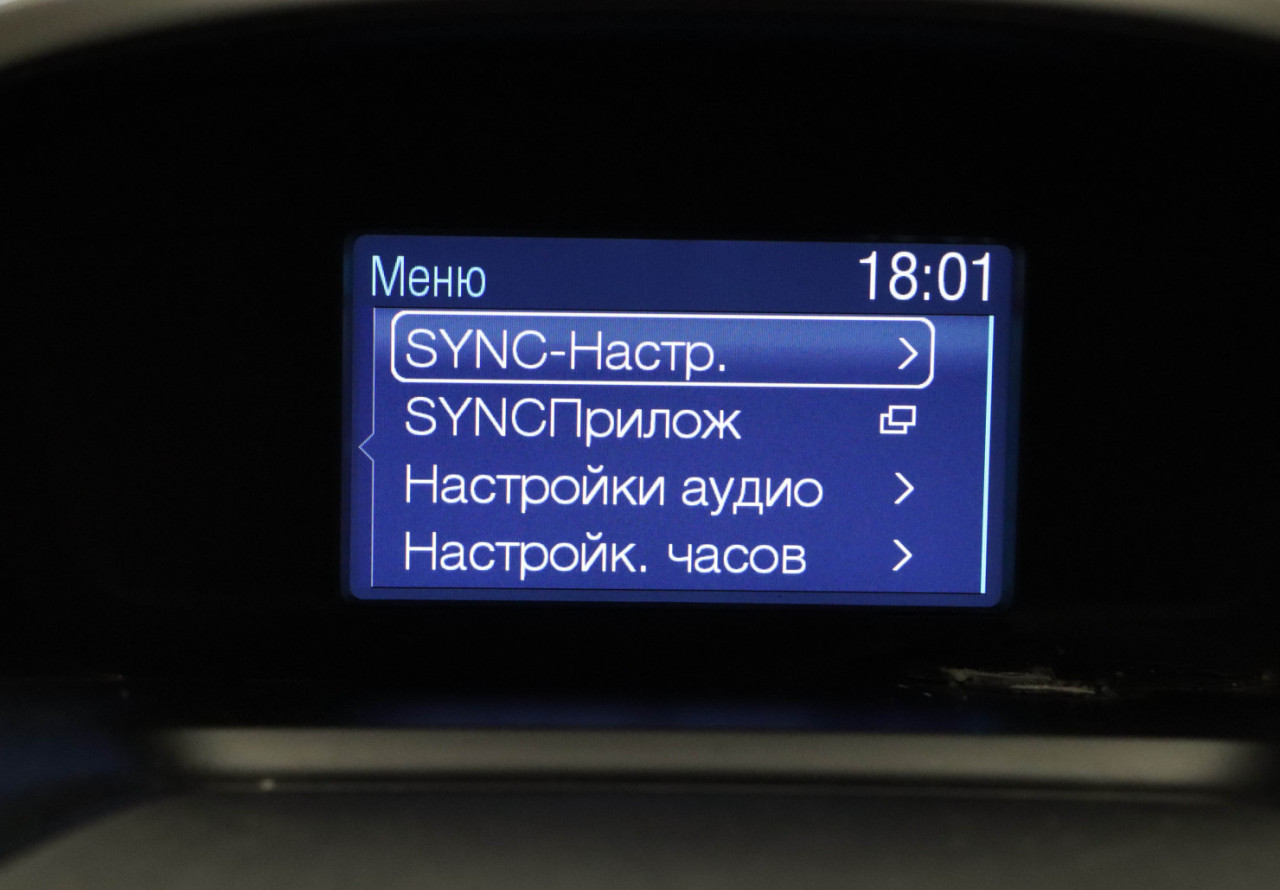 Меню 18:01
SYNC-Настр.
SYNCПрилож
Настройки аудио
Настройк. часов